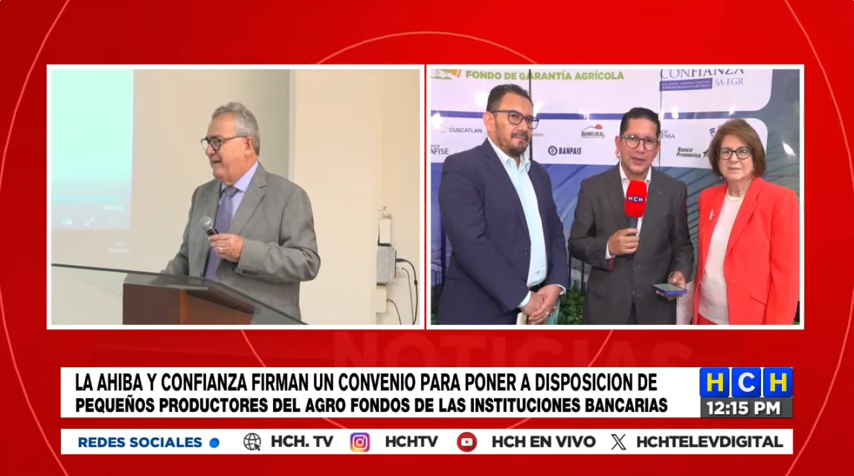 FONDO DE GARANTÍA AGRÍCOLA
CONFIANZA
SA-FGR
CUSCATLAN
BANRURAL
BANPAIS
Banco
Promerica
AFISE
HCH
NOTICIAS
LA AHIBA Y CONFIANZA FIRMAN UN CONVENIO PARA PONER A DISPOSICION DE
PEQUEÑOS PRODUCTORES DEL AGRO FONDOS DE LAS INSTITUCIONES BANCARIAS
HCH
12:15 PM
REDES SOCIALES
HCH. TV
HCHTV
HCH EN VIVO
HCHTELEVDIGITAL